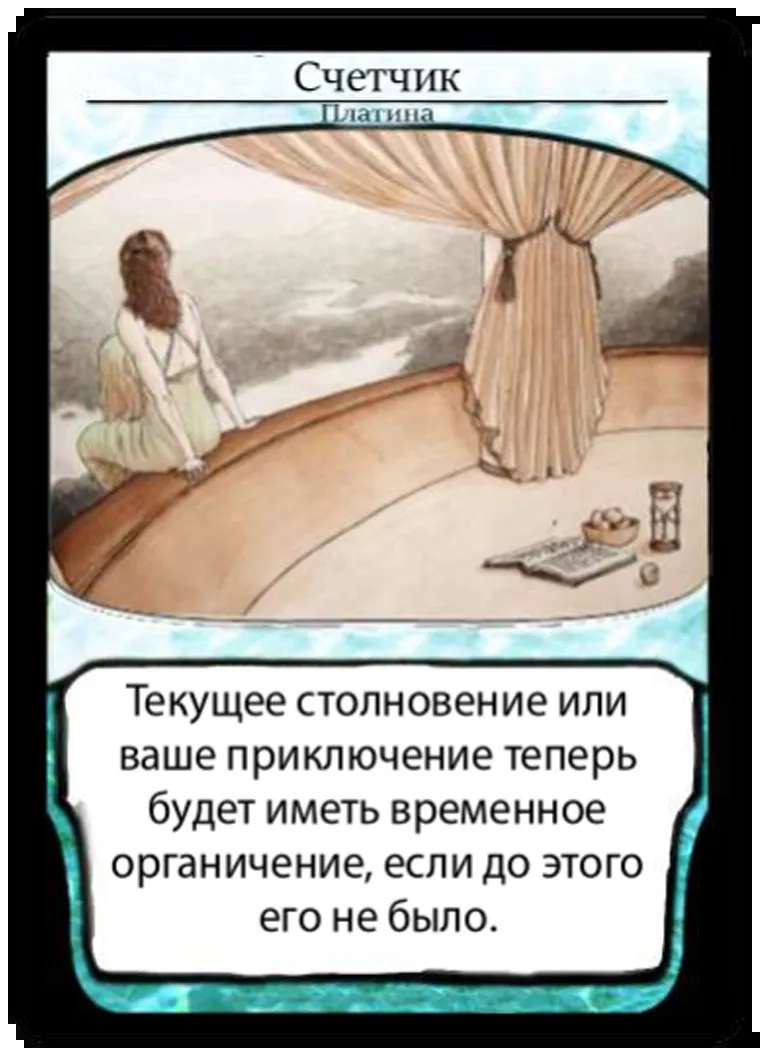 Счетчик
Платина
Текущее столновение или
ваше приключение теперь
будет иметь временное
органичение, если до этого
его не было.